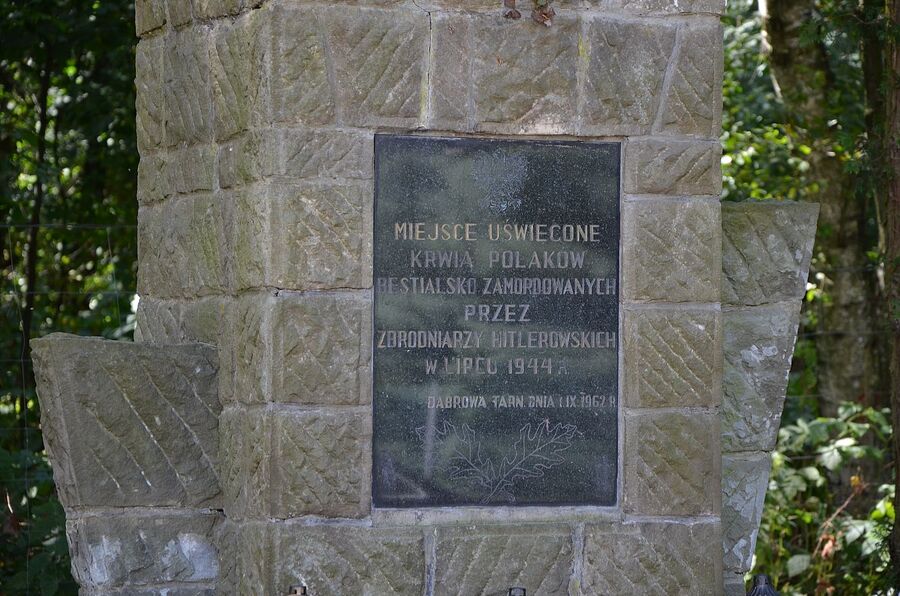 MIEJSCE UŚWIĘCONE
KRWIĄ POLAKÓW
BESTIALSKO ZAMORDOWANYCH
PRZEZ
ZBRODNIARZY HITLEROWSKICH
W LIPCU 1944 R
DĄBROWA TARN. DNIA 1.IX.1962 R